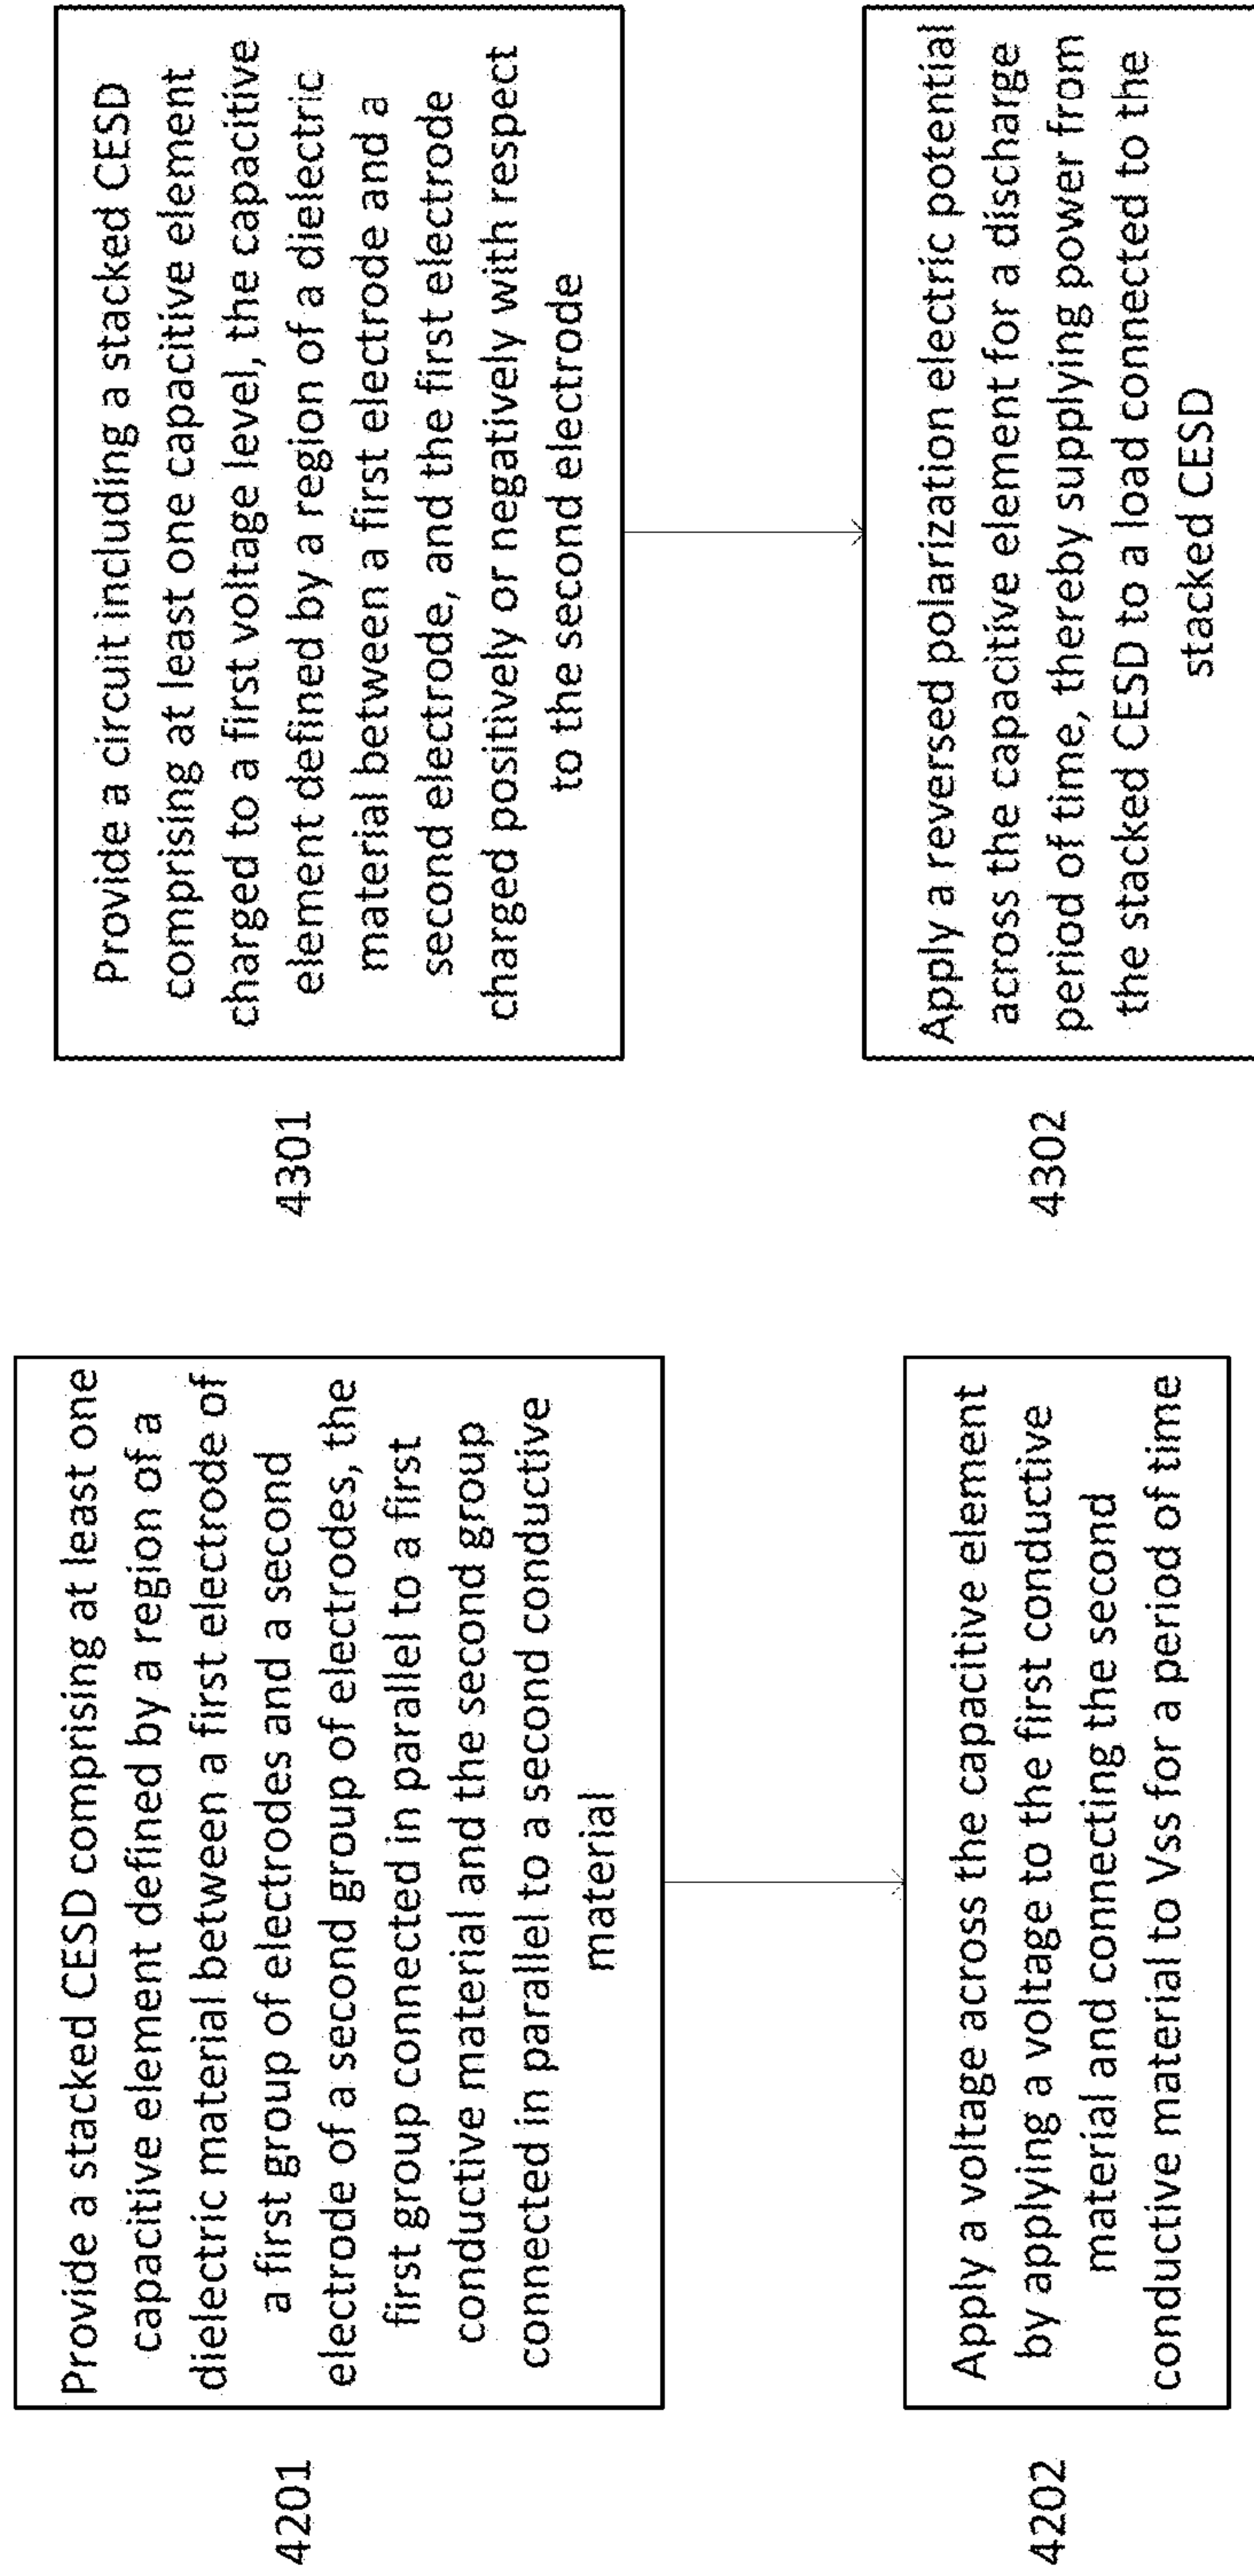 4201
Provide a stacked CESD comprising at least one
capacitive element defined by a region of a
dielectric material between a first electrode of
a first group of electrodes and a second
electrode of a second group of electrodes, the
first group connected in parallel to a first
conductive material and the second group
connected in parallel to a second conductive
material
4202
Apply a voltage across the capacitive element
by applying a voltage to the first conductive
material and connecting the second
conductive material to Vss for a period of time
4301
Provide a circuit including a stacked CESD
comprising at least one capacitive element
charged to a first voltage level, the capacitive
element defined by a region of a dielectric
material between a first electrode and a
second electrode, and the first electrode
charged positively or negatively with respect
to the second electrode
4302
Apply a reversed polarization electric potential
across the capacitive element for a discharge
period of time, thereby supplying power from
the stacked CESD to a load connected to the
stacked CESD